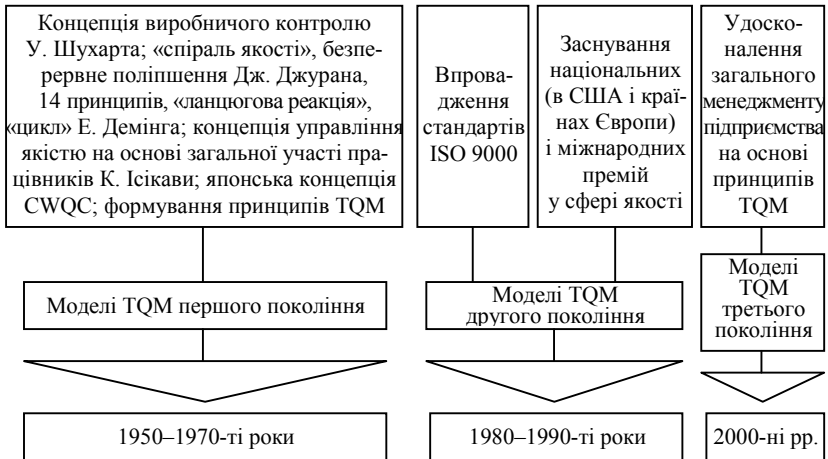 Концепція виробничого контролю
У. Шухарта; «спіраль якості», безпе-
рервне поліпшення Дж. Джурана,
14 принципів, «ланцюгова реакція»,
«цикл» Е. Демінга; концепція управління
якістю на основі загальної участі пра-
цівників К. Ісікави; японська концепція
CWQC; формування принципів TQM
Впрова-
дження
стандартів
ISO 9000
Заснування
національних
(в США і краї-
нах Європи)
і міжнародних
премій
у сфері якості
Удоско-
налення
загального
менеджменту
підприємства
на основі
принципів
TQM
Моделі TQM першого покоління
Моделі TQM
другого покоління
Моделі
TQM
третього
покоління
1950–1970-ті роки
1980–1990-ті роки
2000-ні рр.